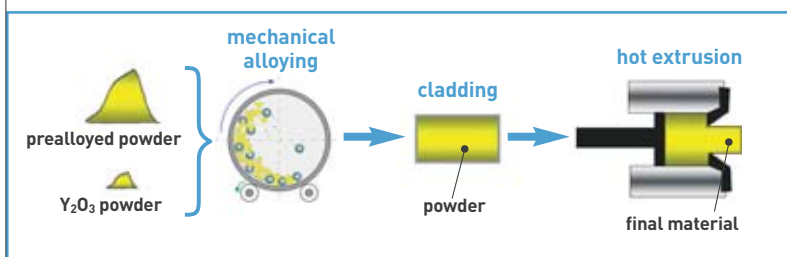 mechanical
alloying
hot extrusion
cladding
prealloyed powder
Y₂O₃ powder
powder
final material